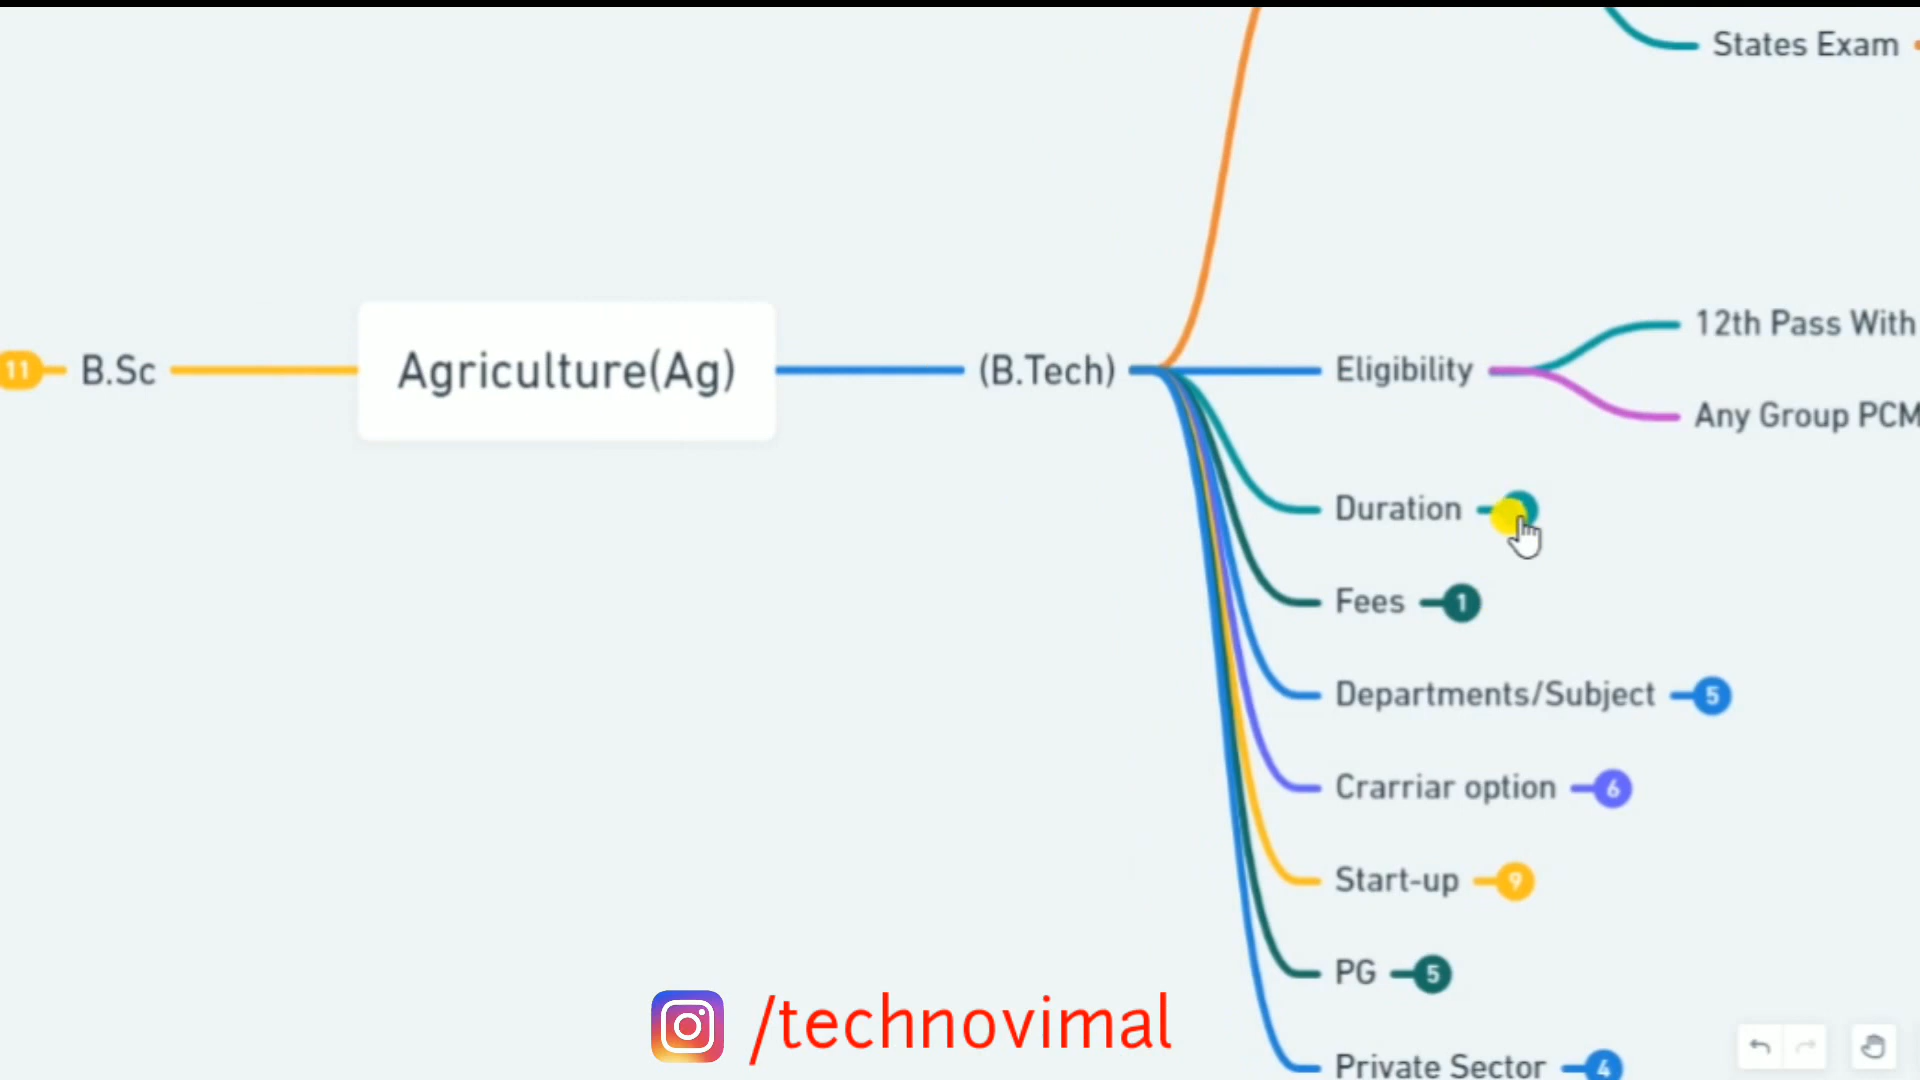 States Exam
12th Pass With
11 B.Sc Agriculture(Ag) (B.Tech) Eligibility
Any Group PCM
Duration
Fees 1
Departments/Subject 5
Crarriar option 6
Start-up 9
PG 5
/technovimal
Private Sector 4